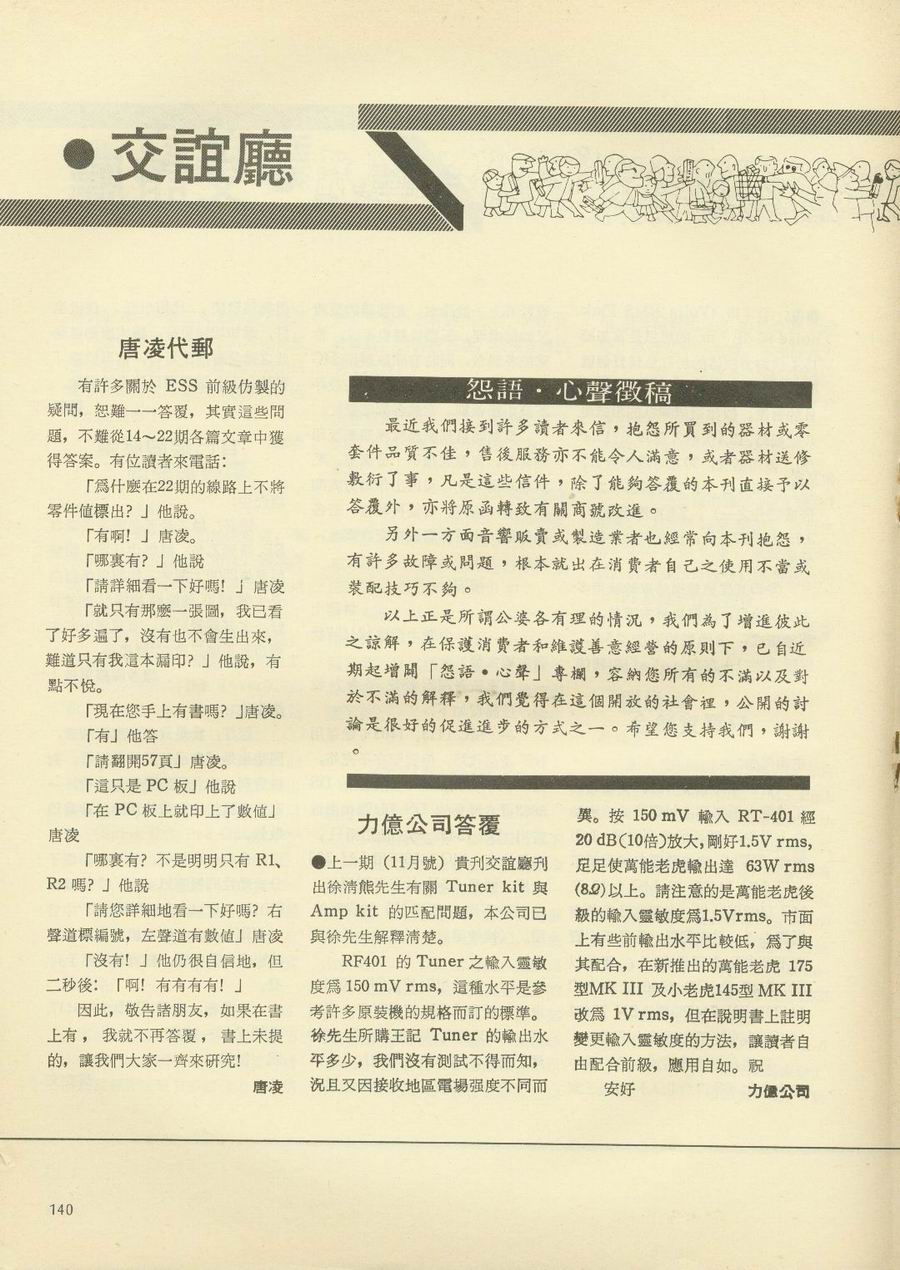 ●交誼廳
唐凌代郵
有許多關於 ESS 前級仿製的
疑問，恕難一一答覆，其實這些問
題，不難從14～22期各篇文章中獲
得答案。有位讀者來電話：
「爲什麼在22期的線路上不將
零件値標出？」他說。
「有啊！」唐凌。
「哪裏有？」他說
「請詳細看一下好嗎！」唐凌
「就只有那麽一張圖，我已看
了好多遍了，沒有也不會生出來，
難道只有我這本漏印？」他說，有
點不悅。
「現在您手上有書嗎？」唐凌。
「有」他答
「請翻開57頁」唐凌。
「這只是 PC 板」他說
「在 PC 板上就印上了數値」
唐凌
「哪裏有？不是明明只有 R1、
R2 嗎？」他說
「請您詳細地看一下好嗎？右
聲道標編號，左聲道有數値」唐凌
「沒有！」他仍很自信地，但
二秒後：「啊！有有有有！」
因此，敬告諸朋友，如果在書
上有，我就不再答覆，書上未提
的，讓我們大家一齊來研究！
唐凌
怨語・心聲徵稿
最近我們接到許多讀者來信，抱怨所買到的器材或零
套件品質不佳，售後服務亦不能令人滿意，或者器材送修
敷衍了事，凡是這些信件，除了能夠答覆的本刊直接予以
答覆外，亦將原函轉致有關商號改進。
另外一方面音響販賣或製造業者也經常向本刊抱怨，
有許多故障或問題，根本就出在消費者自己之使用不當或
裝配技巧不夠。
以上正是所謂公婆各有理的情況，我們為了增進彼此
之諒解，在保護消費者和維護善意經營的原則下，已自近
期起增闢「怨語•心聲」專欄，容納您所有的不滿以及對
於不滿的解釋，我們覺得在這個開放的社會裡，公開的討
論是很好的促進進步的方式之一。希望您支持我們，謝謝
。
力億公司答覆
●上一期（11月號）貴刊交誼廳刋
出徐淸熊先生有關 Tuner kit 與
Amp kit 的匹配問題，本公司已
與徐先生解釋淸楚。
RF401 的 Tuner 之輸入靈敏
度爲 150 mV rms，這種水平是參
考許多原裝機的規格而訂的標準。
徐先生所購王記 Tuner 的輸出水
平多少，我們沒有測試不得而知，
況且又因接收地區電場强度不同而
異。按 150 mV 輸入 RT-401 經
20 dB(10倍)放大，剛好1.5V rms,
足足使萬能老虎輸出達 63W rms
(8Ω)以上。請注意的是萬能老虎後
級的輸入靈敏度爲1.5Vrms。市面
上有些前輸出水平比較低，爲了與
其配合，在新推出的萬能老虎 175
型MK III 及小老虎145型 MK III
改爲 1V rms，但在說明書上註明
變更輸入靈敏度的方法，讓讀者自
由配合前級，應用自如。祝
安好 力億公司
140